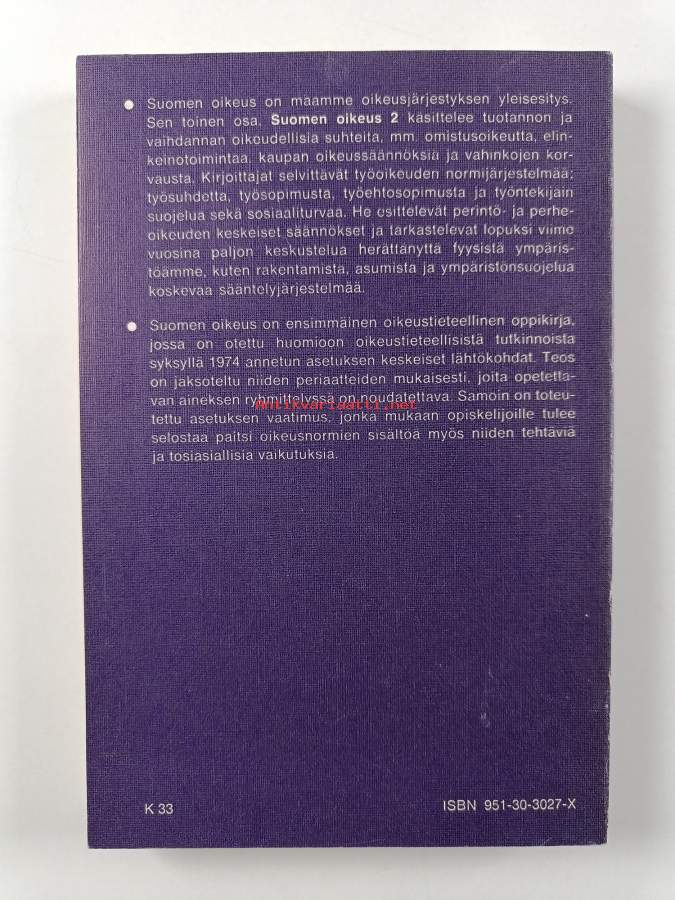 ● Suomen oikeus on maamme oikeusjärjestyksen yleisesitys.
Sen toinen osa, Suomen oikeus 2 käsittelee tuotannon ja
vaihdannan oikeudellisia suhteita, mm. omistusoikeutta, elin-
keinotoimintaa, kaupan oikeussäännöksiä ja vahinkojen kor-
vausta. Kirjoittajat selvittävät työoikeuden normijärjestelmää:
työsuhdetta, työsopimusta, työehtosopimusta ja työntekijäin
suojelua sekä sosiaaliturvaa. He esittelevät perintö- ja perhe-
oikeuden keskeiset säännökset ja tarkastelevat lopuksi viime
vuosina paljon keskustelua herättänyttä fyysistä ympäris-
töämme, kuten rakentamista, asumista ja ympäristönsuojelua
koskevaa sääntelyjärjestelmää.
● Suomen oikeus on ensimmäinen oikeustieteellinen oppikirja,
jossa on otettu huomioon oikeustieteellisistä tutkinnoista
syksyllä 1974 annetun asetuksen keskeiset lähtökohdat. Teos
on jaksoteltu niiden periaatteiden mukaisesti, joita opetetta-
van aineksen ryhmittelyssä on noudatettava. Samoin on toteu-
Antikvariaatti.net
tettu asetuksen vaatimus, jonka mukaan opiskelijoille tulee
selostaa paitsi oikeusnormien sisältöä myös niiden tehtäviä
ja tosiasiallisia vaikutuksia.
K 33
ISBN 951-30-3027-X